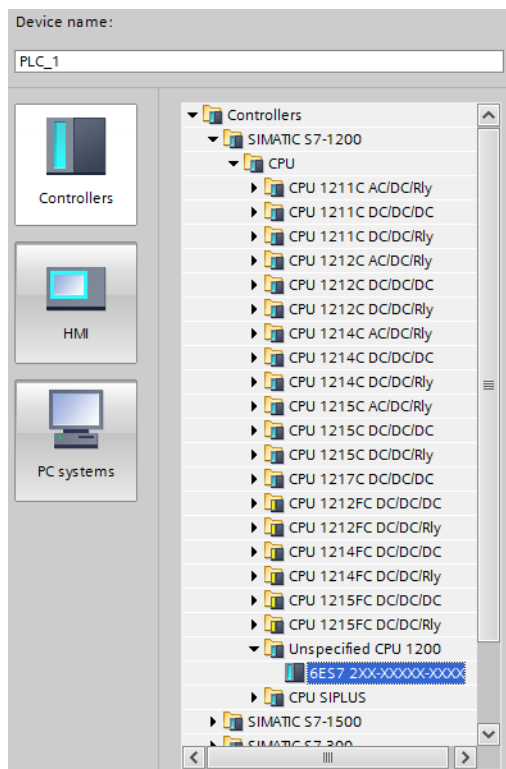 Device name:
PLC_1
Controllers
HMI
PC systems
Controllers
SIMATIC S7-1200
CPU
CPU 1211C AC/DC/Rly
CPU 1211C DC/DC/DC
CPU 1211C DC/DC/Rly
CPU 1212C AC/DC/Rly
CPU 1212C DC/DC/DC
CPU 1212C DC/DC/Rly
CPU 1214C AC/DC/Rly
CPU 1214C DC/DC/DC
CPU 1214C DC/DC/Rly
CPU 1215C AC/DC/Rly
CPU 1215C DC/DC/DC
CPU 1215C DC/DC/Rly
CPU 1217C DC/DC/DC
CPU 1212FC DC/DC/DC
CPU 1212FC DC/DC/Rly
CPU 1214FC DC/DC/DC
CPU 1214FC DC/DC/Rly
CPU 1215FC DC/DC/DC
CPU 1215FC DC/DC/Rly
Unspecified CPU 1200
6ES7 2XX-XXXXX-XXXX
CPU SIPLUS
SIMATIC S7-1500
SIMATIC S7-300